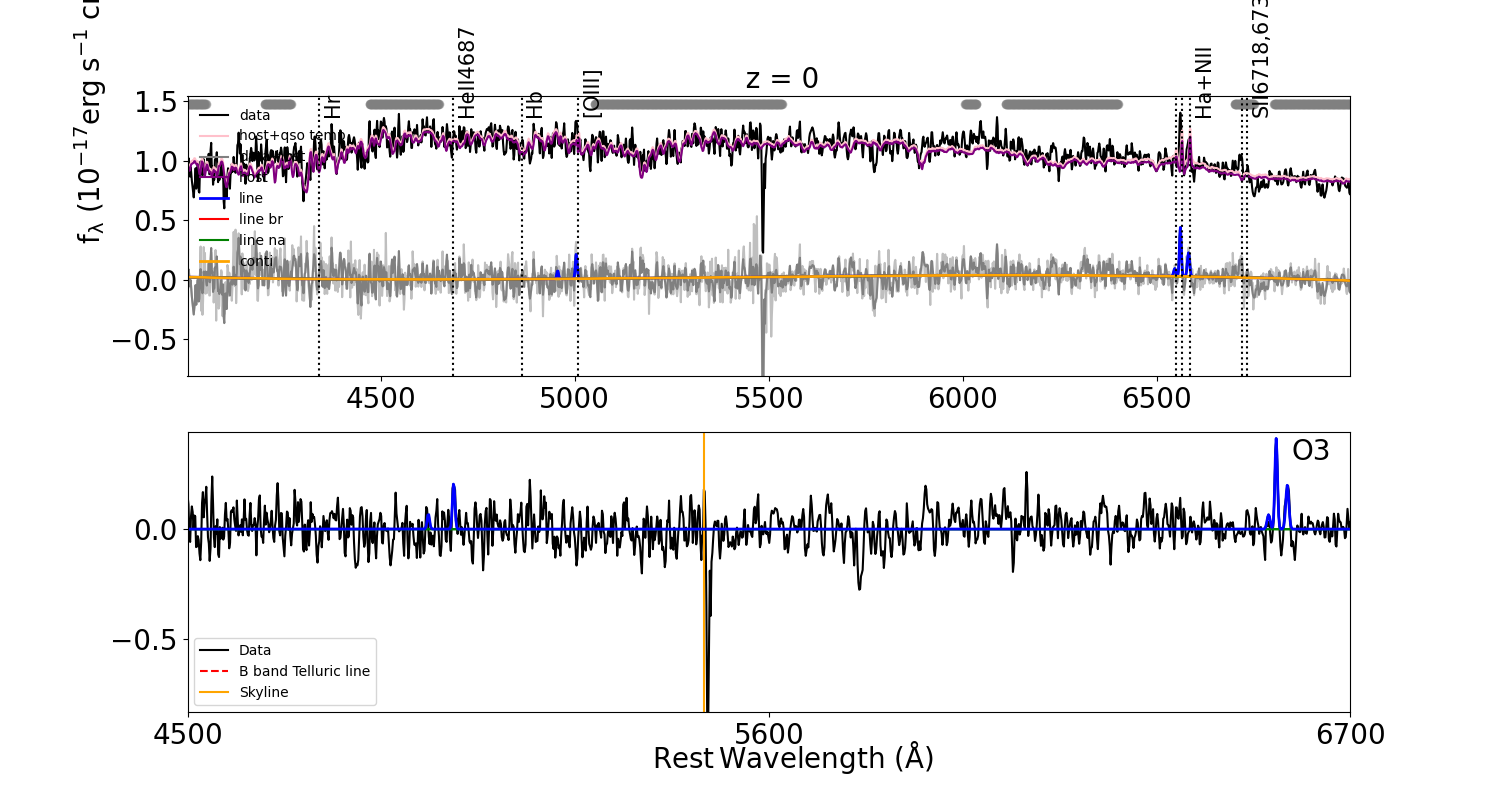 z = 0
Hr
HeII4687
Hb
[OIII]
Ha+NII
SII6718,673
f_λ (10^−17 erg s^−1 c
1.5
1.0
0.5
0.0
−0.5
data
host+qso temp
host
line
line br
line na
conti
4500
5000
5500
6000
6500
O3
0.0
−0.5
Data
B band Telluric line
Skyline
4500
5600
6700
Rest Wavelength (Å)